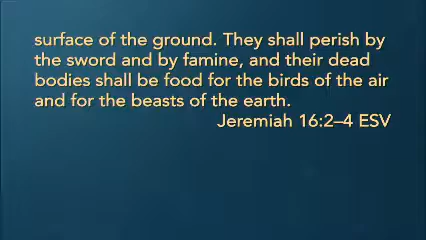 surface of the ground. They shall perish by
the sword and by famine, and their dead
bodies shall be food for the birds of the air
and for the beasts of the earth.
Jeremiah 16:2–4 ESV